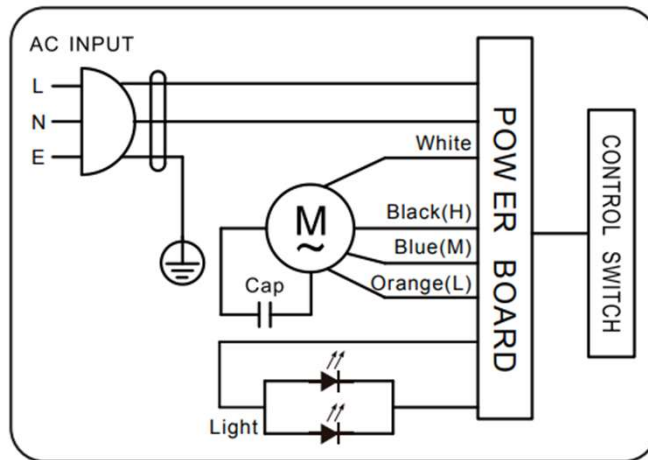 AC INPUT
L
N
E
White
Black(H)
Blue(M)
Orange(L)
M
~
Cap
Light
POWER BOARD
CONTROL SWITCH